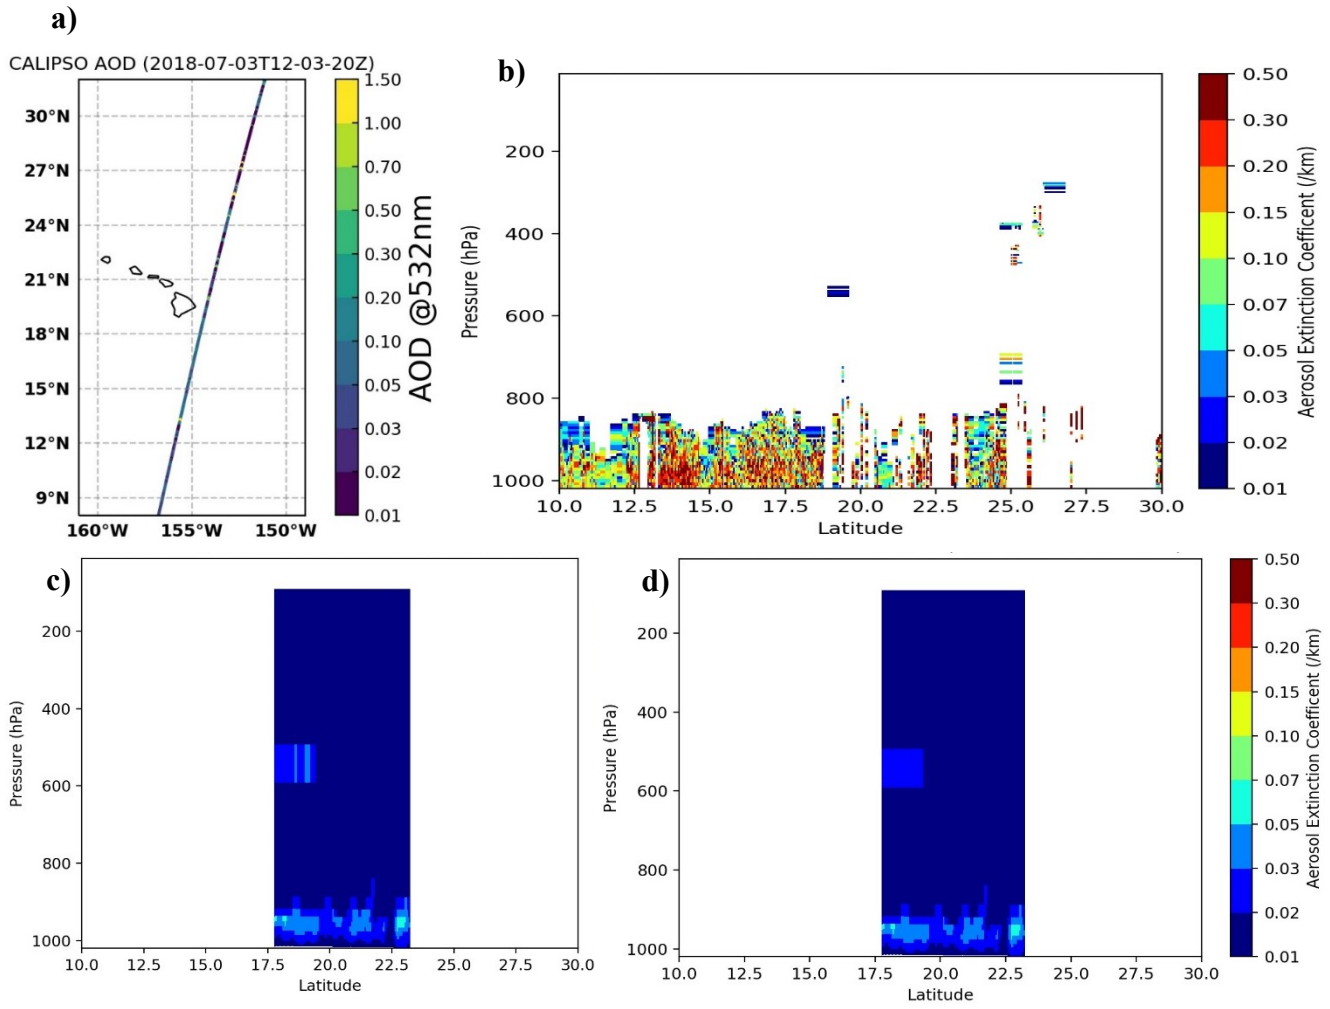 a)
CALIPSO AOD (2018-07-03T12-03-20Z)
30°N
27°N
24°N
21°N
18°N
15°N
12°N
9°N
160°W 155°W 150°W
1.50
1.00
0.70
0.50
0.30
0.20
0.10
0.05
0.03
0.02
0.01
AOD @532nm
b)
Pressure (hPa)
200
400
600
800
1000
10.0 12.5 15.0 17.5 20.0 22.5 25.0 27.5 30.0
Latitude
0.50
0.30
0.20
0.15
0.10
0.07
0.05
0.03
0.02
0.01
Aerosol Extinction Coefficent (/km)
c)
Pressure (hPa)
200
400
600
800
1000
10.0 12.5 15.0 17.5 20.0 22.5 25.0 27.5 30.0
Latitude
d)
Pressure (hPa)
200
400
600
800
1000
10.0 12.5 15.0 17.5 20.0 22.5 25.0 27.5 30.0
Latitude
0.50
0.30
0.20
0.15
0.10
0.07
0.05
0.03
0.02
0.01
Aerosol Extinction Coefficent (/km)